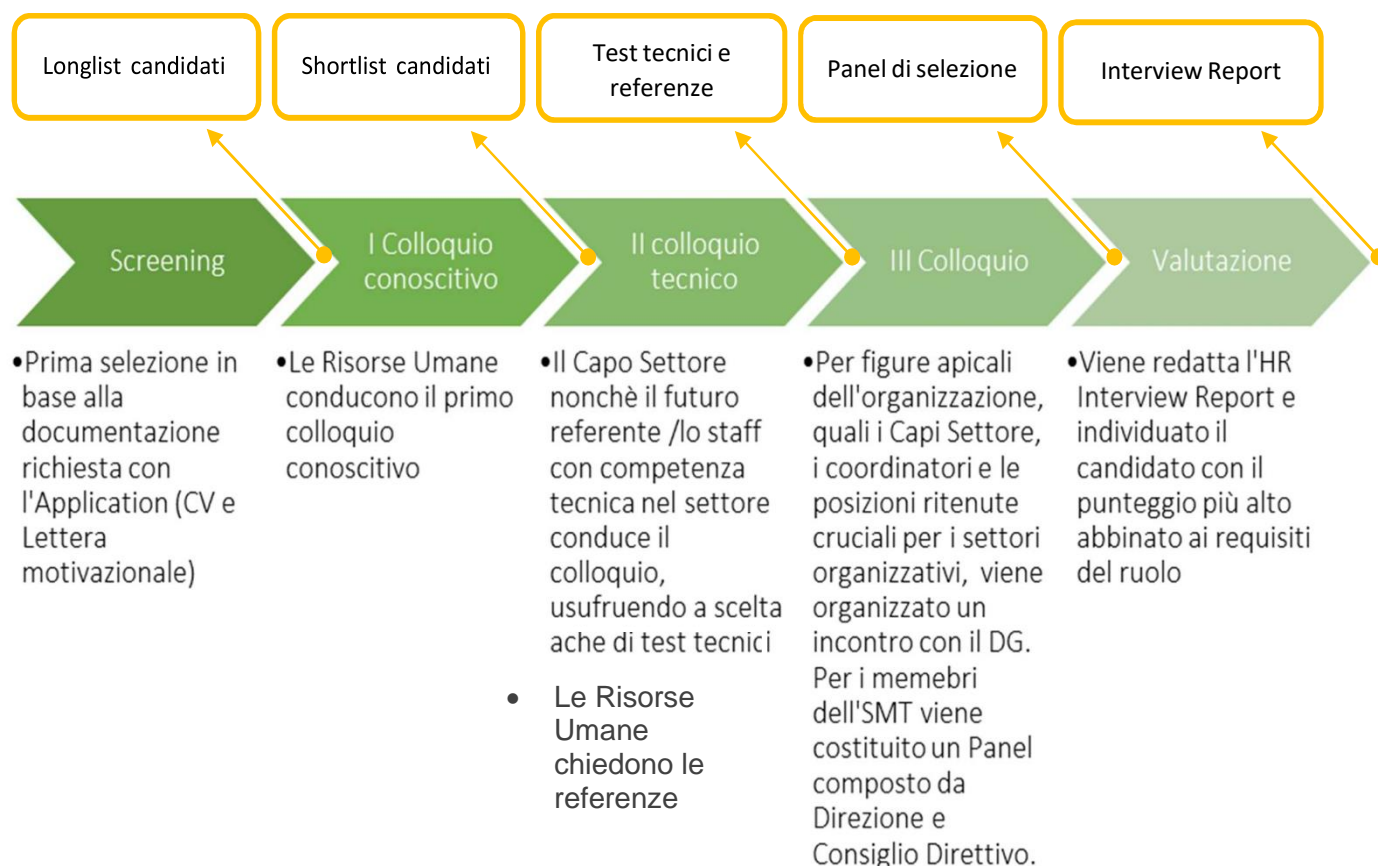 Longlist candidati
Shortlist candidati
Test tecnici e
referenze
Panel di selezione
Interview Report
Screening
I Colloquio
conoscitivo
II colloquio
tecnico
III Colloquio
Valutazione
•Prima selezione in
base alla
documentazione
richiesta con
l'Application (CV e
Lettera
motivazionale)
•Le Risorse Umane
conducono il primo
colloquio
conoscitivo
•Il Capo Settore
nonchè il futuro
referente /lo staff
con competenza
tecnica nel settore
conduce il
colloquio,
usufruendo a scelta
ache di test tecnici
• Le Risorse
Umane
chiedono le
referenze
•Per figure apicali
dell'organizzazione,
quali i Capi Settore,
i coordinatori e le
posizioni ritenute
cruciali per i settori
organizzativi, viene
organizzato un
incontro con il DG.
Per i memebri
dell'SMT viene
costituito un Panel
composto da
Direzione e
Consiglio Direttivo.
•Viene redatta l'HR
Interview Report e
individuato il
candidato con il
punteggio più alto
abbinato ai requisiti
del ruolo